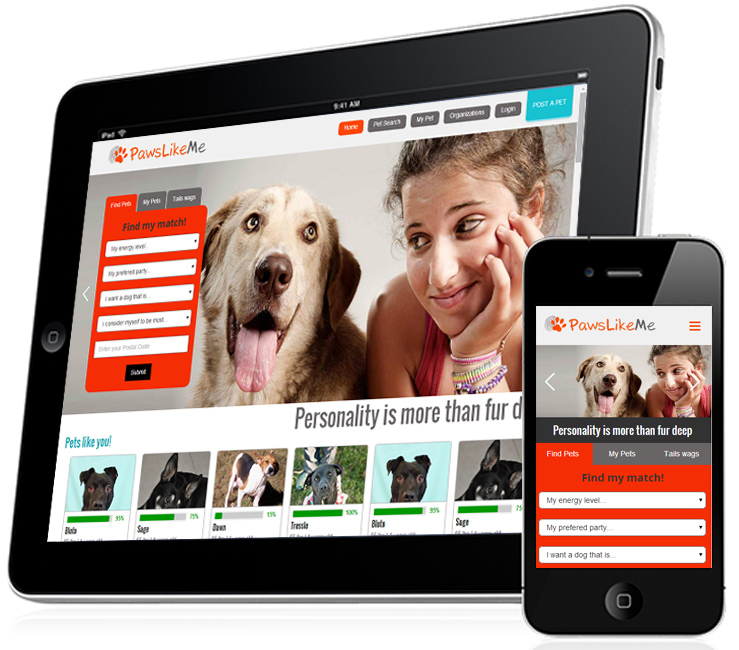 iPad
9:41 AM
PawsLikeMe
Home
Pet Search
My Pet
Organizations
Login
POST A PET
Find Pets
My Pets
Tails wags
Find my match!
My energy level...
My prefered party...
I want a dog that is...
I consider myself to be most...
Enter your Postal Code
Submit
Personality is more than fur d
Pets like you!
95%
75%
15%
100%
95%
75%
Bluto
Sage
Dawn
Tressie
Bluto
Sage
PawsLikeMe
Personality is more than fur deep
Find Pets
My Pets
Tails wags
Find my match!
My energy level...
My prefered party...
I want a dog that is...